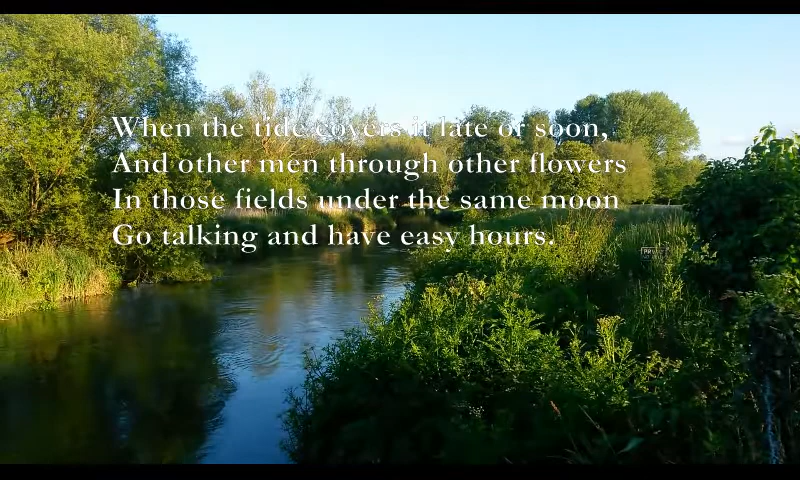 When the tide covers it late or soon,
And other men through other flowers
In those fields under the same moon
Go talking and have easy hours.